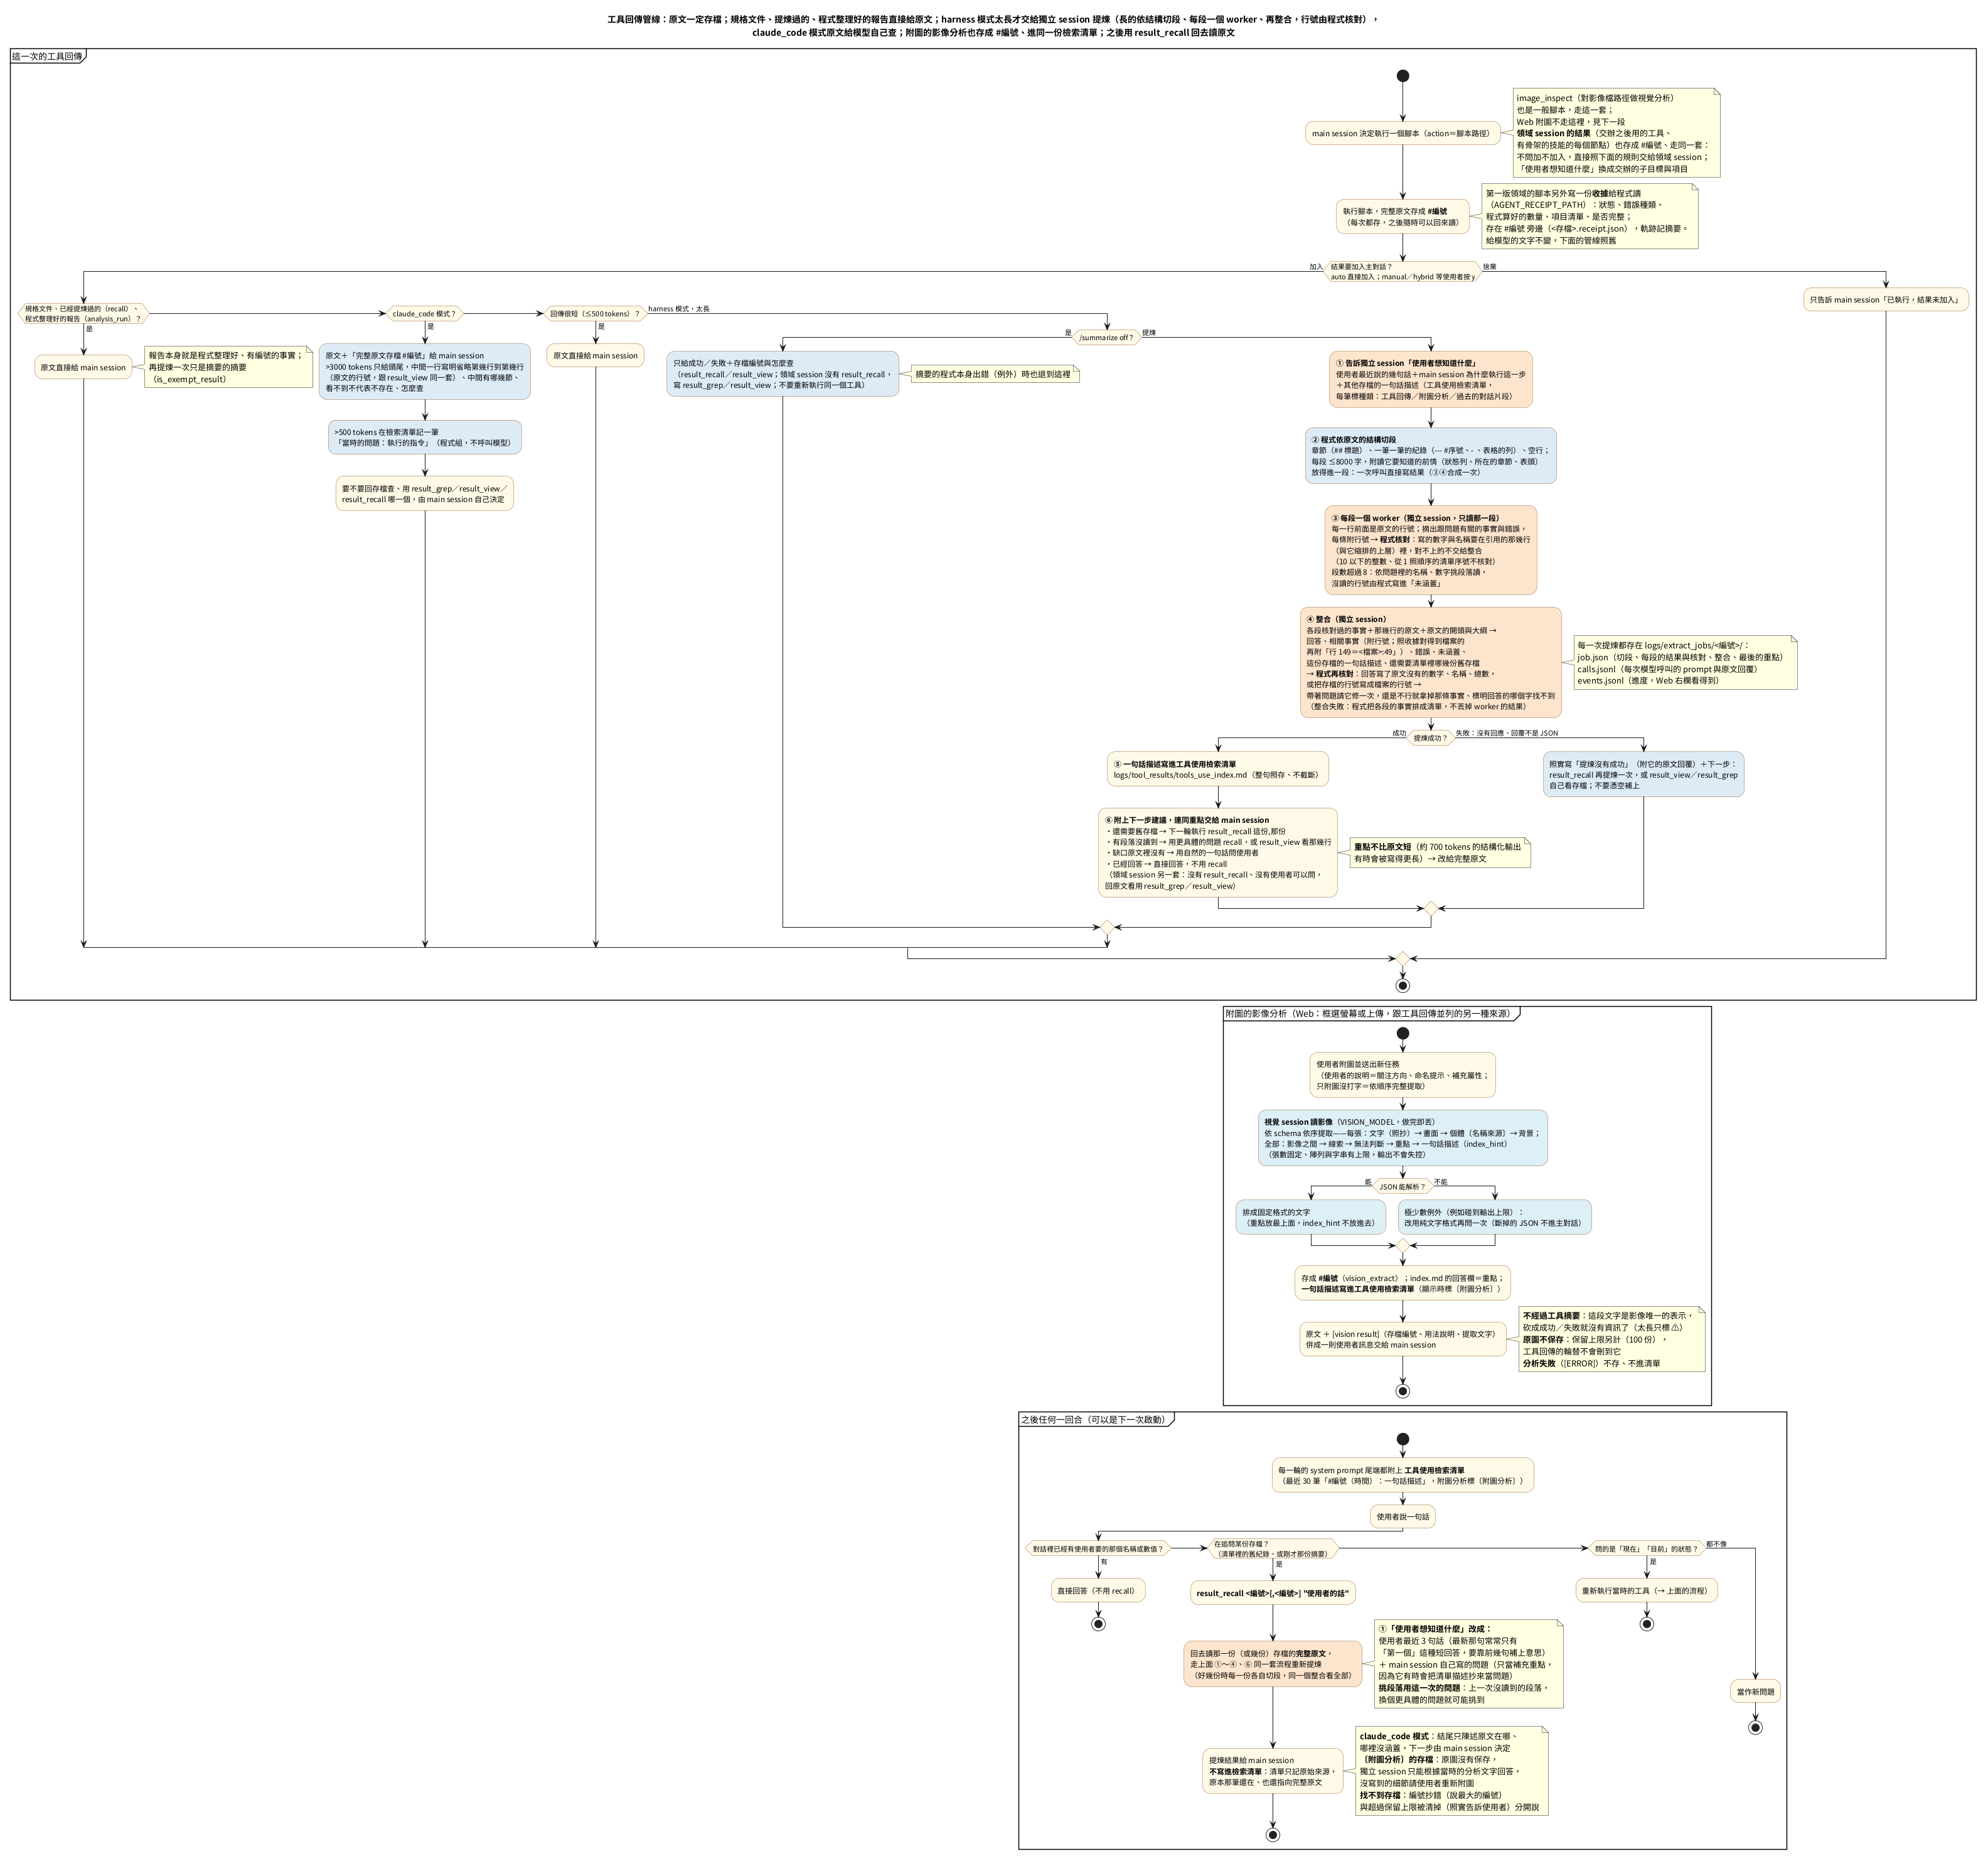 工具回傳管線：原文一定存檔；規格文件、提煉過的、程式整理好的報告直接給原文；harness 模式太長才交給獨立 session 提煉（長的依結構切段、每段一個 worker、再整合，行號由程式核對），
claude_code 模式原文給模型自己查；附圖的影像分析也存成 #編號、進同一份檢索清單；之後用 result_recall 回去讀原文
這一次的工具回傳
main session 決定執行一個腳本（action＝腳本路徑）
image_inspect（對影像檔路徑做視覺分析）
也是一般腳本，走這一套；
Web 附圖不走這裡，見下一段
領域 session 的結果（交辦之後用的工具、
有骨架的技能的每個節點）也存成 #編號、走同一套：
不問加不加入，直接照下面的規則交給領域 session；
「使用者想知道什麼」換成交辦的子目標與項目
執行腳本，完整原文存成 #編號
（每次都存，之後隨時可以回來讀）
第一版領域的腳本另外寫一份收據給程式讀
（AGENT_RECEIPT_PATH）：狀態、錯誤種類、
程式算好的數量、項目清單、是否完整；
存在 #編號 旁邊（<存檔>.receipt.json），軌跡記摘要。
給模型的文字不變，下面的管線照舊
加入
結果要加入主對話？
auto 直接加入；manual／hybrid 等使用者按 y
捨棄
只告訴 main session「已執行，結果未加入」
規格文件、已經提煉過的（recall）、
程式整理好的報告（analysis_run）？
是
原文直接給 main session
報告本身就是程式整理好、有編號的事實；
再提煉一次只是摘要的摘要
（is_exempt_result）
claude_code 模式？
是
原文＋「完整原文存檔 #編號」給 main session
>3000 tokens 只給頭尾，中間一行寫明省略第幾行到第幾行
（原文的行號，跟 result_view 同一套）、中間有哪幾節、
看不到不代表不存在、怎麼查
>500 tokens 在檢索清單記一筆
「當時的問題：執行的指令」（程式組，不呼叫模型）
要不要回存檔查、用 result_grep／result_view／
result_recall 哪一個，由 main session 自己決定
回傳很短（≤500 tokens）？
是
原文直接給 main session
harness 模式，太長
/summarize off？
是
提煉
只給成功／失敗＋存檔編號與怎麼查
（result_recall／result_view；領域 session 沒有 result_recall，
寫 result_grep／result_view；不要重新執行同一個工具）
摘要的程式本身出錯（例外）時也退到這裡
① 告訴獨立 session「使用者想知道什麼」
使用者最近說的幾句話＋main session 為什麼執行這一步
＋其他存檔的一句話描述（工具使用檢索清單，
每筆標種類：工具回傳／附圖分析／過去的對話片段）
② 程式依原文的結構切段
章節（## 標題）、一筆一筆的紀錄（--- #序號、- 、表格的列）、空行；
每段 ≤8000 字，附讀它要知道的前情（狀態列、所在的章節、表頭）
放得進一段：一次呼叫直接寫結果（③④合成一次）
③ 每段一個 worker（獨立 session，只讀那一段）
每一行前面是原文的行號；摘出跟問題有關的事實與錯誤，
每條附行號 → 程式核對：寫的數字與名稱要在引用的那幾行
（與它縮排的上層）裡，對不上的不交給整合
（10 以下的整數、從 1 照順序的清單序號不核對）
段數超過 8：依問題裡的名稱、數字挑段落讀，
沒讀的行號由程式寫進「未涵蓋」
④ 整合（獨立 session）
各段核對過的事實＋那幾行的原文＋原文的開頭與大綱 →
回答、相關事實（附行號；照收據對得到檔案的
再附「行 149＝<檔案>:49」）、錯誤、未涵蓋、
這份存檔的一句話描述、還需要清單裡哪幾份舊存檔
→ 程式再核對：回答寫了原文沒有的數字、名稱、總數，
或把存檔的行號寫成檔案的行號 →
帶著問題請它修一次，還是不行就拿掉那條事實、標明回答的哪個字找不到
（整合失敗：程式把各段的事實排成清單，不丟掉 worker 的結果）
每一次提煉都存在 logs/extract_jobs/<編號>/：
job.json（切段、每段的結果與核對、整合、最後的重點）
calls.jsonl（每次模型呼叫的 prompt 與原文回覆）
events.jsonl（進度，Web 右欄看得到）
成功
提煉成功？
失敗：沒有回應、回覆不是 JSON
⑤ 一句話描述寫進工具使用檢索清單
logs/tool_results/tools_use_index.md（整句照存、不截斷）
照實寫「提煉沒有成功」（附它的原文回覆）＋下一步：
result_recall 再提煉一次，或 result_view／result_grep
自己看存檔；不要憑空補上
⑥ 附上下一步建議，連同重點交給 main session
・還需要舊存檔 → 下一輪執行 result_recall 這份,那份
・有段落沒讀到 → 用更具體的問題 recall，或 result_view 看那幾行
・缺口原文裡沒有 → 用自然的一句話問使用者
・已經回答 → 直接回答，不用 recall
（領域 session 另一套：沒有 result_recall、沒有使用者可以問，
回原文看用 result_grep／result_view）
重點不比原文短（約 700 tokens 的結構化輸出
有時會被寫得更長）→ 改給完整原文
附圖的影像分析（Web：框選螢幕或上傳，跟工具回傳並列的另一種來源）
使用者附圖並送出新任務
（使用者的說明＝關注方向、命名提示、補充屬性；
只附圖沒打字＝依順序完整提取）
視覺 session 讀影像（VISION_MODEL，做完即丟）
依 schema 依序提取——每張：文字（照抄）→ 畫面 → 個體〔名稱來源〕→ 背景；
全部：影像之間 → 線索 → 無法判斷 → 重點 → 一句話描述（index_hint）
（張數固定、陣列與字串有上限，輸出不會失控）
能
JSON 能解析？
不能
排成固定格式的文字
（重點放最上面，index_hint 不放進去）
極少數例外（例如碰到輸出上限）：
改用純文字格式再問一次（斷掉的 JSON 不進主對話）
存成 #編號（vision_extract）；index.md 的回答欄＝重點；
一句話描述寫進工具使用檢索清單（顯示時標〔附圖分析〕）
原文 ＋ [vision result]（存檔編號、用法說明、提取文字）
併成一則使用者訊息交給 main session
不經過工具摘要：這段文字是影像唯一的表示，
砍成成功／失敗就沒有資訊了（太長只標 ⚠）
原圖不保存：保留上限另計（100 份），
工具回傳的輪替不會刪到它
分析失敗（[ERROR]）不存、不進清單
之後任何一回合（可以是下一次啟動）
每一輪的 system prompt 尾端都附上 工具使用檢索清單
（最近 30 筆「#編號（時間）：一句話描述」，附圖分析標〔附圖分析〕）
使用者說一句話
對話裡已經有使用者要的那個名稱或數值？
有
直接回答（不用 recall）
在追問某份存檔？
（清單裡的舊紀錄、或剛才那份摘要）
是
result_recall <編號>[,<編號>] "使用者的話"
回去讀那一份（或幾份）存檔的完整原文，
走上面 ①～④、⑥ 同一套流程重新提煉
（好幾份時每一份各自切段，同一個整合看全部）
①「使用者想知道什麼」改成：
使用者最近 3 句話（最新那句常常只有
「第一個」這種短回答，要靠前幾句補上意思）
＋ main session 自己寫的問題（只當補充重點，
因為它有時會把清單描述抄來當問題）
挑段落用這一次的問題：上一次沒讀到的段落，
換個更具體的問題就可能挑到
提煉結果給 main session
不寫進檢索清單：清單只記原始來源，
原本那筆還在、也還指向完整原文
claude_code 模式：結尾只陳述原文在哪、
哪裡沒涵蓋，下一步由 main session 決定
〔附圖分析〕的存檔：原圖沒有保存，
獨立 session 只能根據當時的分析文字回答，
沒寫到的細節請使用者重新附圖
找不到存檔：編號抄錯（說最大的編號）
與超過保留上限被清掉（照實告訴使用者）分開說
問的是「現在」「目前」的狀態？
是
重新執行當時的工具（→ 上面的流程）
都不像
當作新問題